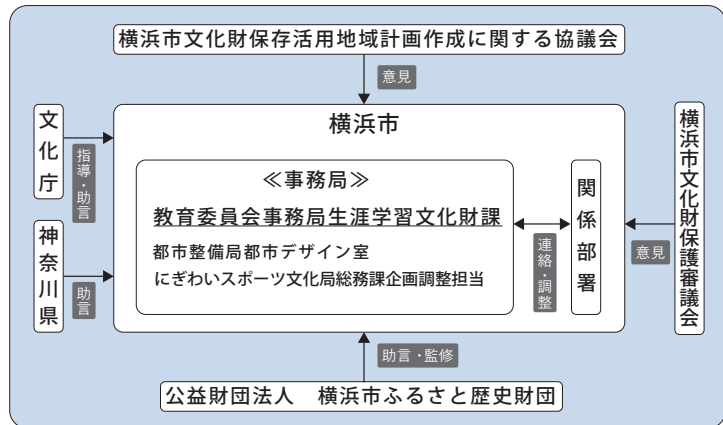 横浜市文化財保存活用地域計画作成に関する協議会
意見
文化庁
指導・助言
神奈川県
助言
横浜市
≪事務局≫
教育委員会事務局生涯学習文化財課
都市整備局都市デザイン室
にぎわいスポーツ文化局総務課企画調整担当
連絡・調整
関係部署
意見
横浜市文化財保護審議会
助言・監修
公益財団法人　横浜市ふるさと歴史財団